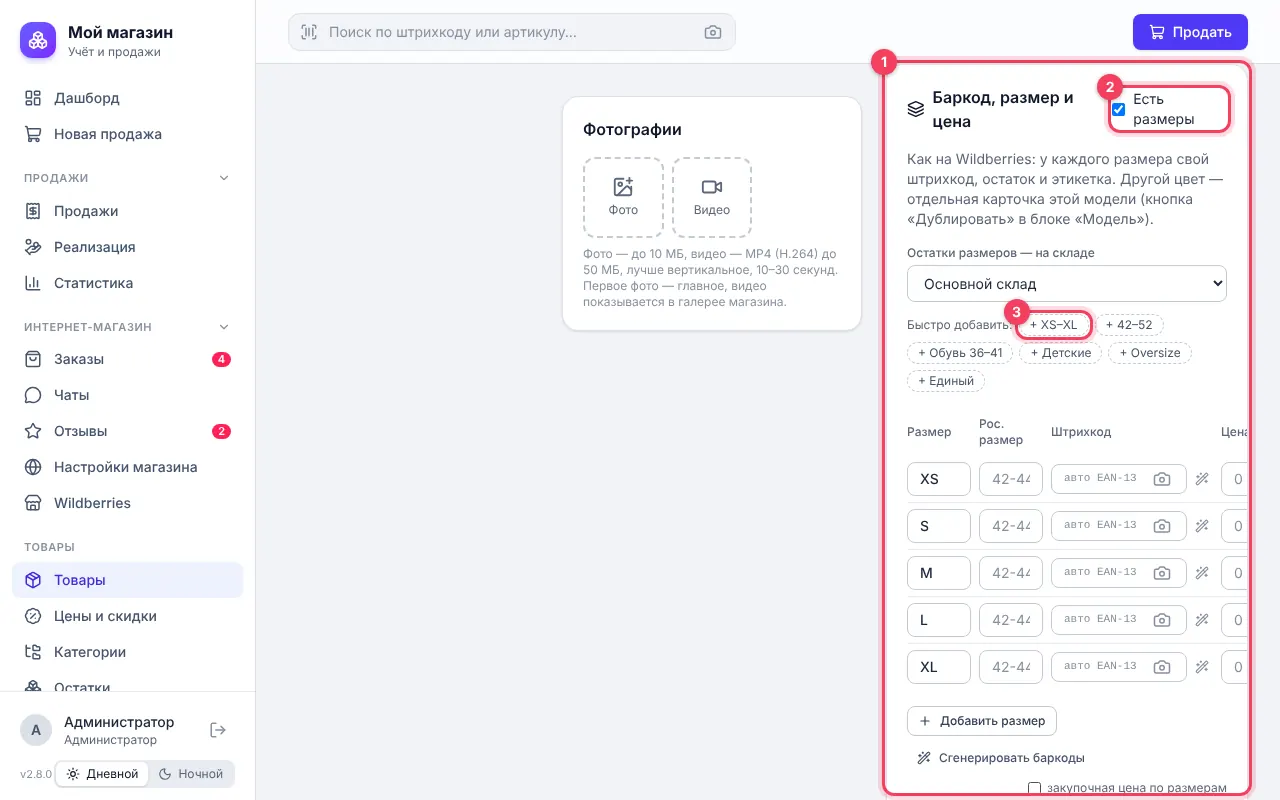 Мой магазин
Учёт и продажи
Поиск по штрихкоду или артикулу...
Продать
Дашборд
Новая продажа
ПРОДАЖИ
Продажи
Реализация
Статистика
ИНТЕРНЕТ-МАГАЗИН
Заказы 4
Чаты
Отзывы 2
Настройки магазина
Wildberries
ТОВАРЫ
Товары
Цены и скидки
Категории
Остатки
А Администратор
Администратор
v2.8.0 Дневной Ночной
Фотографии
Фото Видео
Фото — до 10 МБ, видео — MP4 (H.264) до
50 МБ, лучше вертикальное, 10–30 секунд.
Первое фото — главное, видео
показывается в галерее магазина.
1
Баркод, размер и
цена
2
Есть
размеры
Как на Wildberries: у каждого размера свой
штрихкод, остаток и этикетка. Другой цвет —
отдельная карточка этой модели (кнопка
«Дублировать» в блоке «Модель»).
Остатки размеров — на складе
Основной склад
3
Быстро добавить: + XS–XL + 42–52
+ Обувь 36–41 + Детские + Oversize
+ Единый
Размер Рос. размер Штрихкод Цена
XS 42-44 авто EAN-13 0
S 42-44 авто EAN-13 0
M 42-44 авто EAN-13 0
L 42-44 авто EAN-13 0
XL 42-44 авто EAN-13 0
+ Добавить размер
Сгенерировать баркоды
закупочная цена по размерам